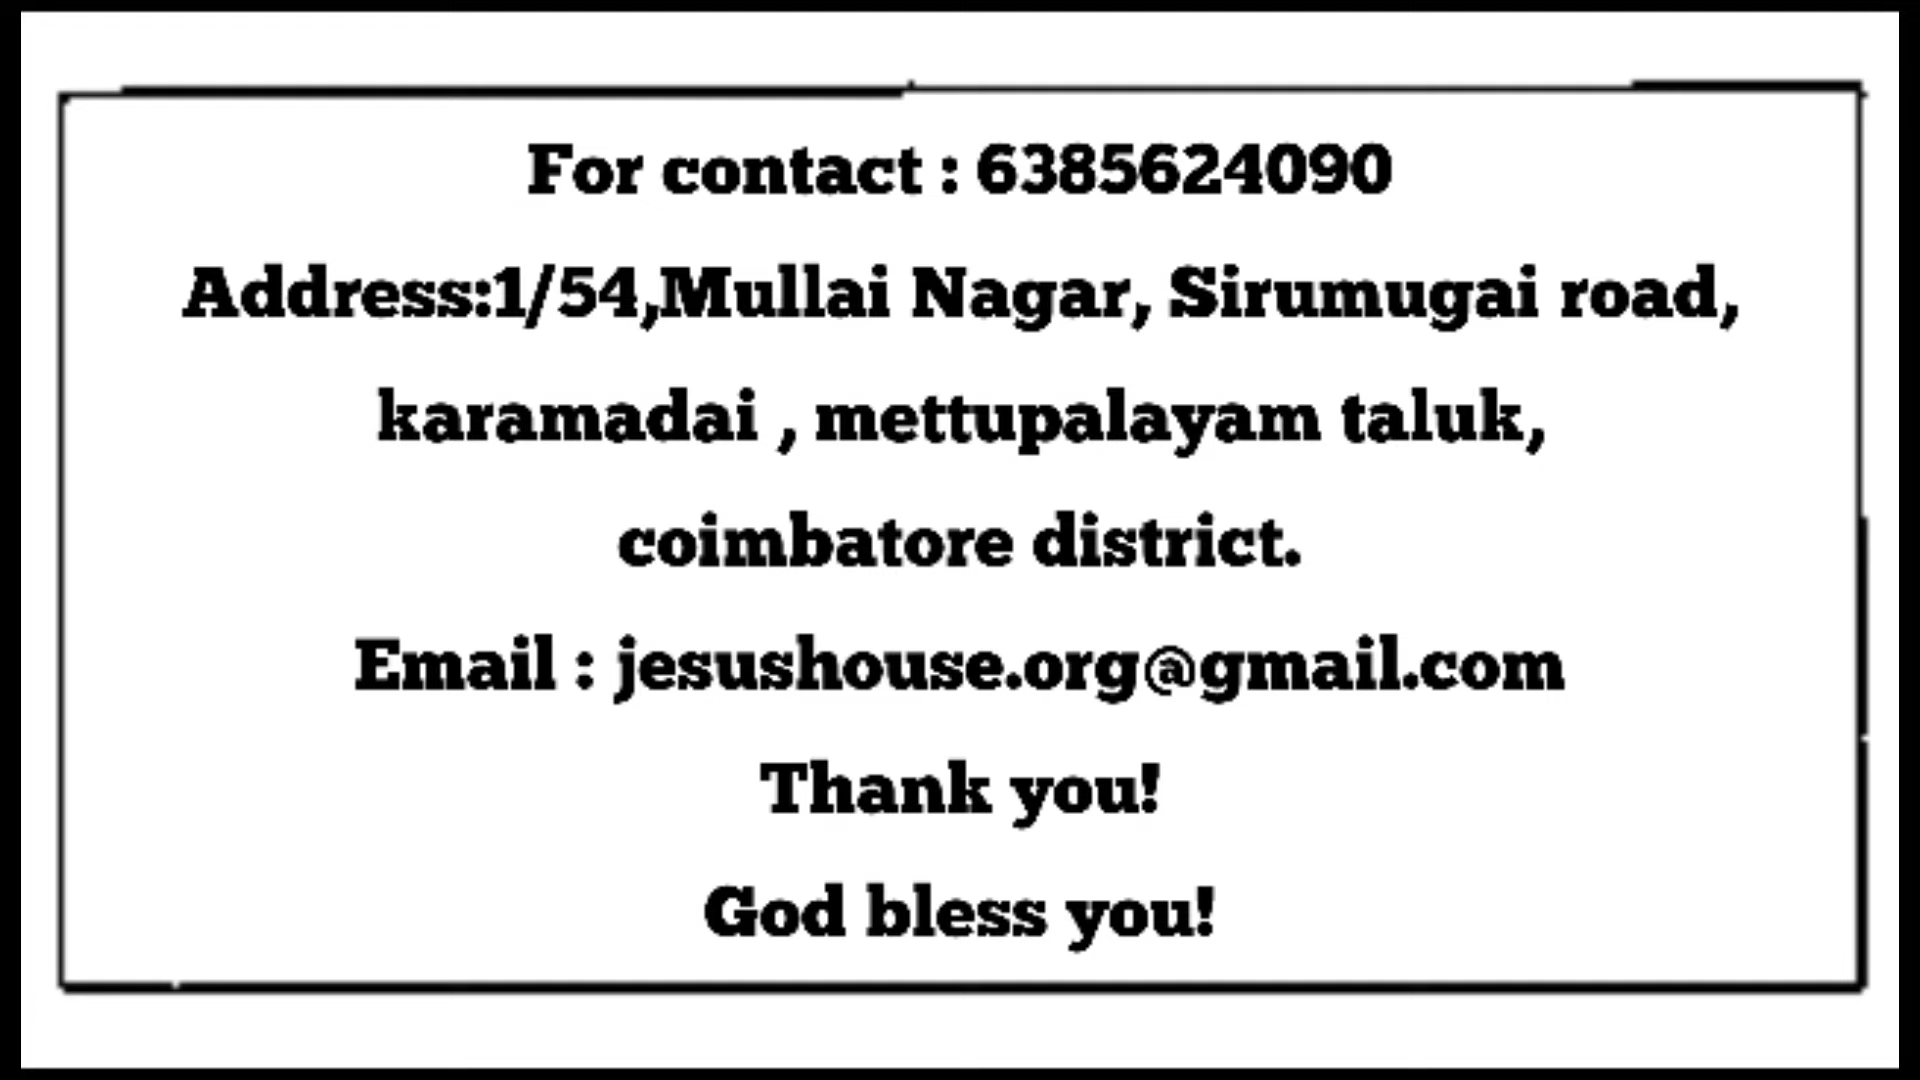 For contact : 6385624090
Address:1/54,Mullai Nagar, Sirumugai road,
karamadai , mettupalayam taluk,
coimbatore district.
Email : jesushouse.org@gmail.com
Thank you!
God bless you!